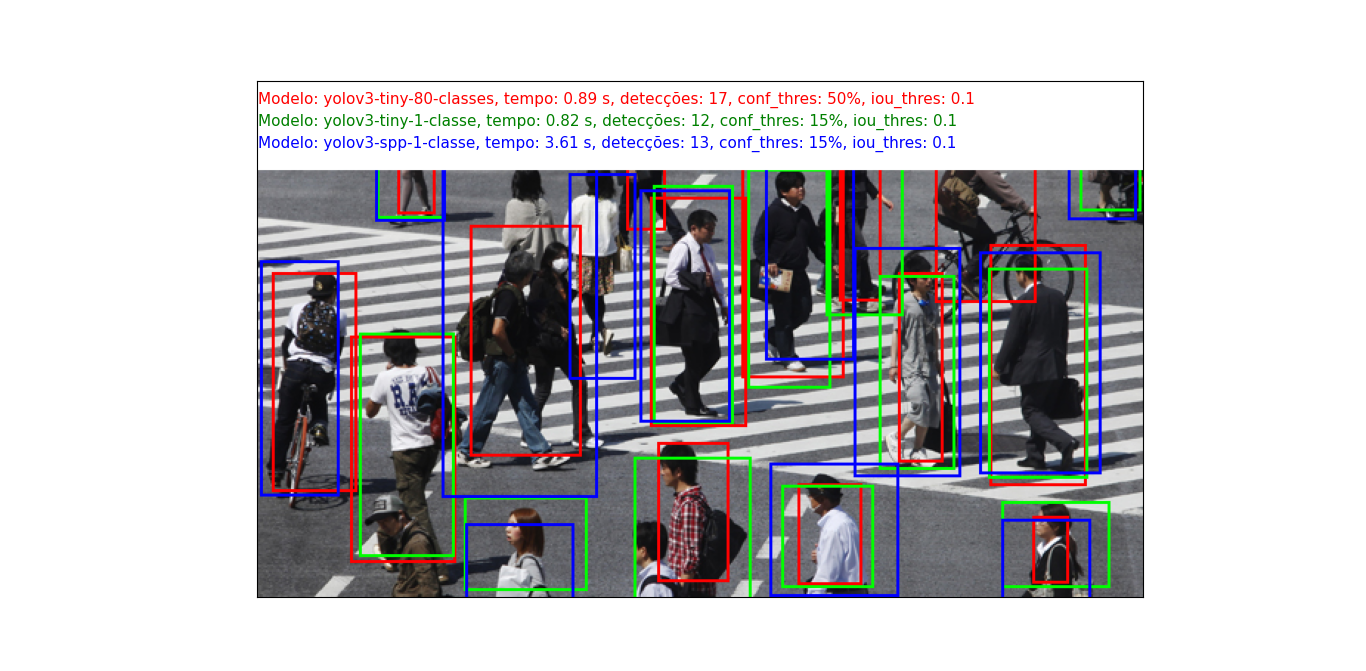 Modelo: yolov3-tiny-80-classes, tempo: 0.89 s, detecções: 17, conf_thres: 50%, iou_thres: 0.1
Modelo: yolov3-tiny-1-classe, tempo: 0.82 s, detecções: 12, conf_thres: 15%, iou_thres: 0.1
Modelo: yolov3-spp-1-classe, tempo: 3.61 s, detecções: 13, conf_thres: 15%, iou_thres: 0.1